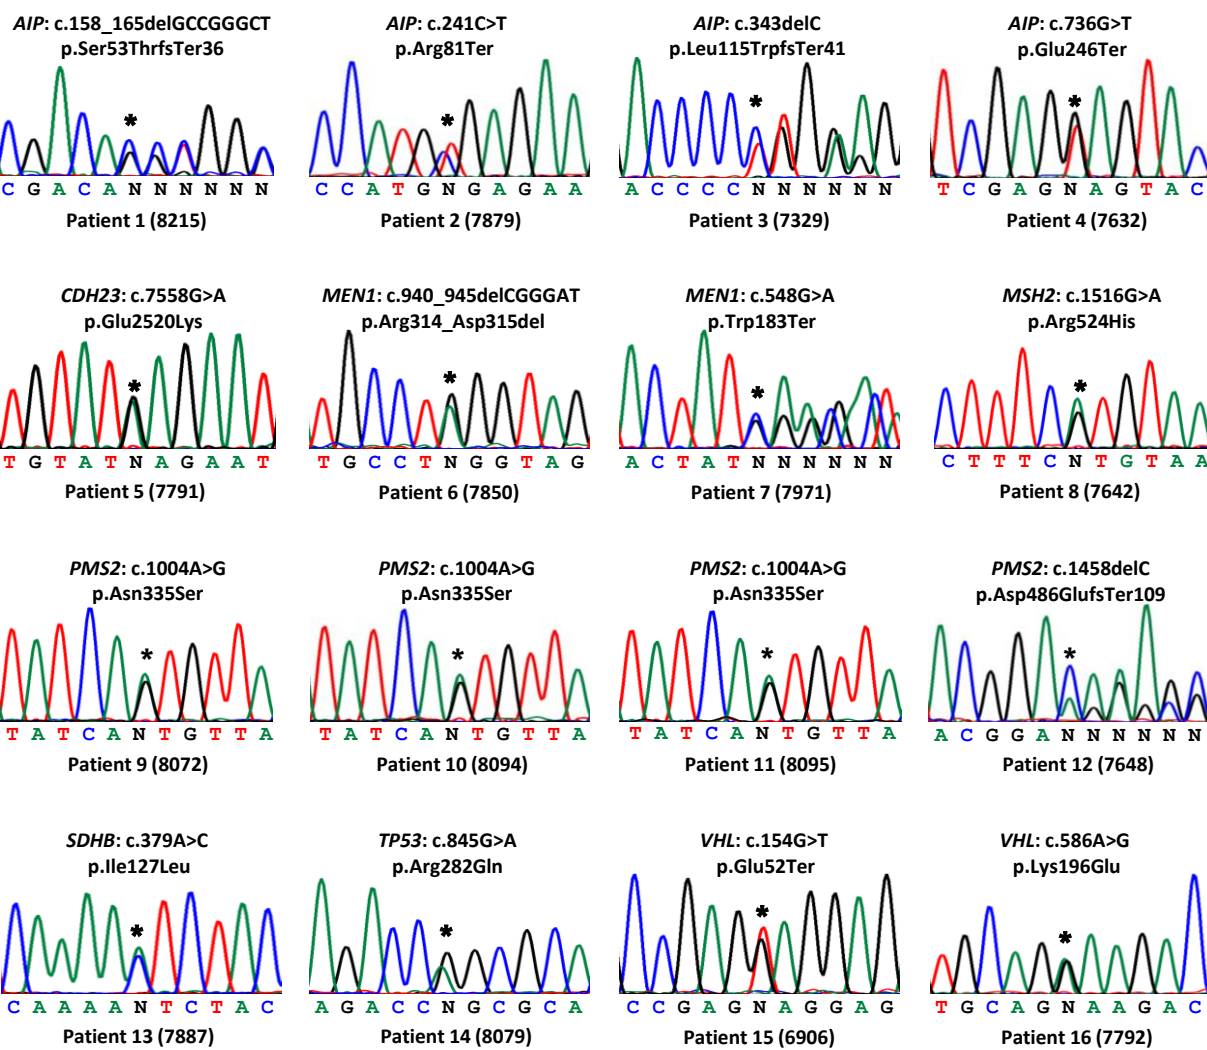 AIP: c.158_165delGCCGGGCT
p.Ser53ThrfsTer36
*
C G A C A N N N N N N
Patient 1 (8215)
AIP: c.241C>T
p.Arg81Ter
*
C C A T G N G A G A A
Patient 2 (7879)
AIP: c.343delC
p.Leu115TrpfsTer41
*
A C C C C N N N N N N
Patient 3 (7329)
AIP: c.736G>T
p.Glu246Ter
*
T C G A G N A G T A C
Patient 4 (7632)
CDH23: c.7558G>A
p.Glu2520Lys
*
T G T A T N A G A A T
Patient 5 (7791)
MEN1: c.940_945delCGGGAT
p.Arg314_Asp315del
*
T G C C T N G G T A G
Patient 6 (7850)
MEN1: c.548G>A
p.Trp183Ter
*
A C T A T N N N N N N
Patient 7 (7971)
MSH2: c.1516G>A
p.Arg524His
*
C T T T C N T G T A A
Patient 8 (7642)
PMS2: c.1004A>G
p.Asn335Ser
*
T A T C A N T G T T A
Patient 9 (8072)
PMS2: c.1004A>G
p.Asn335Ser
*
T A T C A N T G T T A
Patient 10 (8094)
PMS2: c.1004A>G
p.Asn335Ser
*
T A T C A N T G T T A
Patient 11 (8095)
PMS2: c.1458delC
p.Asp486GlufsTer109
*
A C G G A N N N N N N
Patient 12 (7648)
SDHB: c.379A>C
p.Ile127Leu
*
C A A A A N T C T A C
Patient 13 (7887)
TP53: c.845G>A
p.Arg282Gln
*
A G A C C N G C G C A
Patient 14 (8079)
VHL: c.154G>T
p.Glu52Ter
*
C C G A G N A G G A G
Patient 15 (6906)
VHL: c.586A>G
p.Lys196Glu
*
T G C A G N A A G A C
Patient 16 (7792)